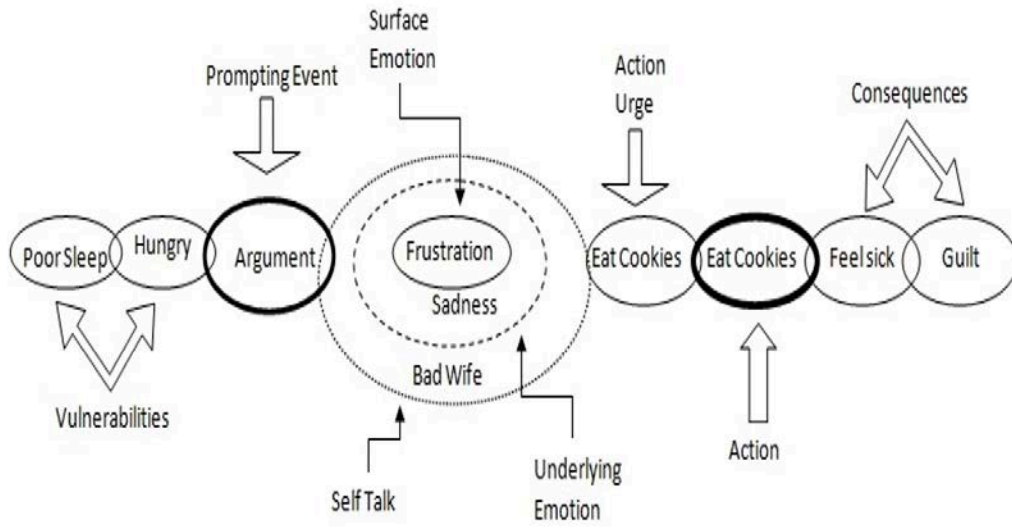 Surface
Emotion
Prompting Event
Action
Urge
Consequences
Poor Sleep
Hungry
Argument
Frustration
Sadness
Bad Wife
Eat Cookies
Eat Cookies
Feel sick
Guilt
Vulnerabilities
Self Talk
Underlying
Emotion
Action